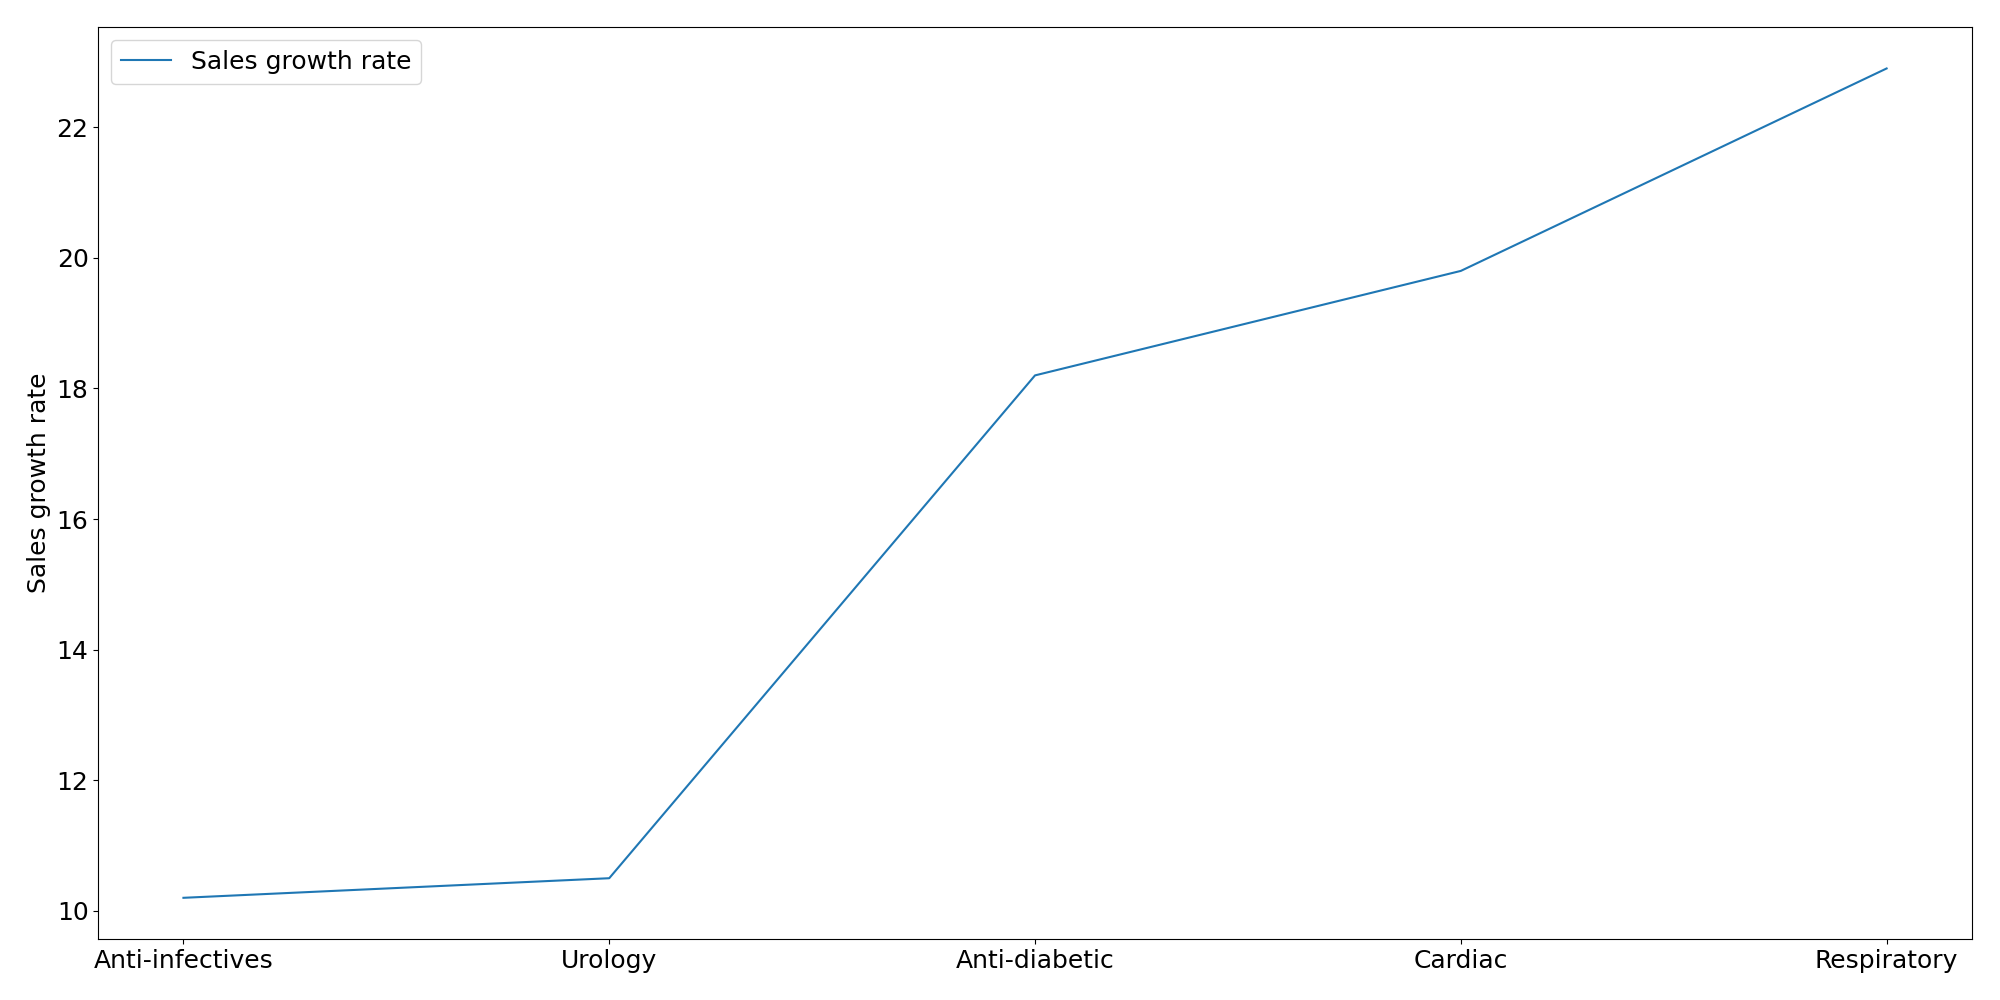 Sales growth rate
22
20
18
16
14
12
10
Sales growth rate
Anti-infectives Urology Anti-diabetic Cardiac Respiratory